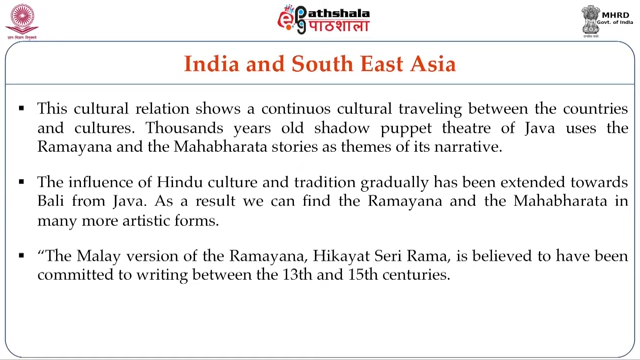 Pathshala
पाठशाला
MHRD
Govt. of India
India and South East Asia
▪ This cultural relation shows a continuos cultural traveling between the countries
and cultures. Thousands years old shadow puppet theatre of Java uses the
Ramayana and the Mahabharata stories as themes of its narrative.
▪ The influence of Hindu culture and tradition gradually has been extended towards
Bali from Java. As a result we can find the Ramayana and the Mahabharata in
many more artistic forms.
▪ “The Malay version of the Ramayana, Hikayat Seri Rama, is believed to have been
committed to writing between the 13th and 15th centuries.